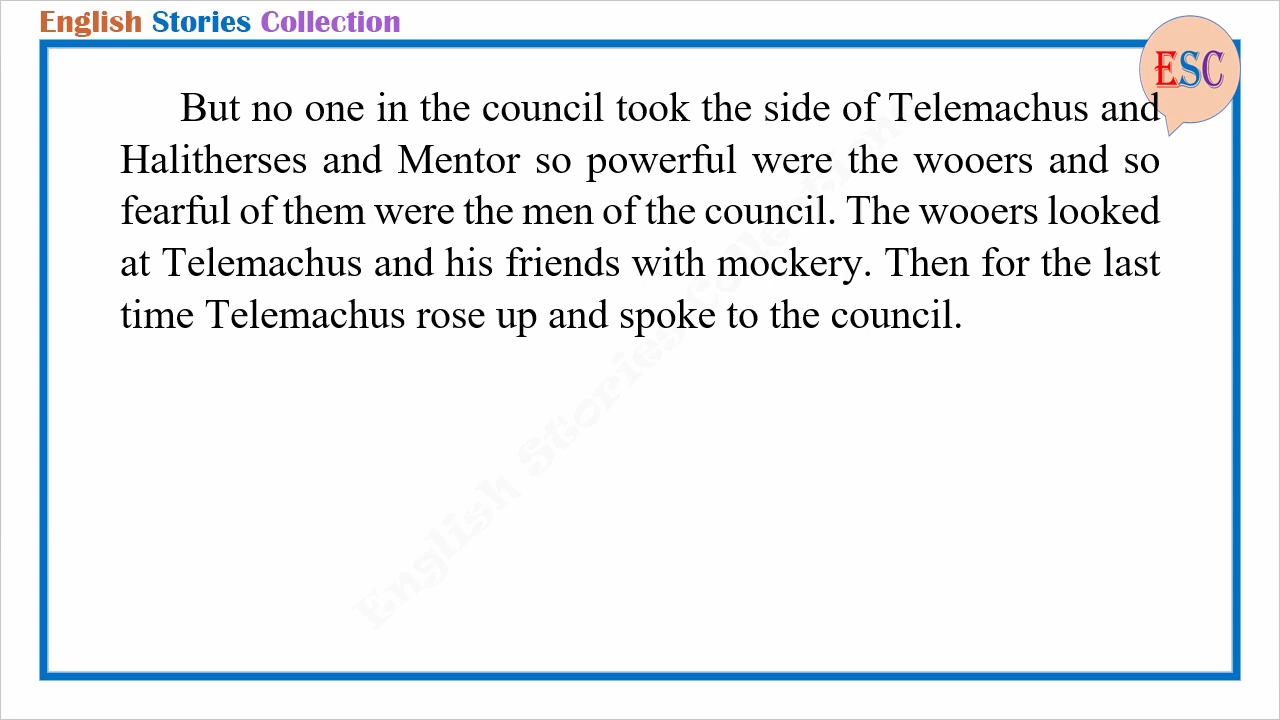 English Stories Collection
ESC
But no one in the council took the side of Telemachus and
Halitherses and Mentor so powerful were the wooers and so
fearful of them were the men of the council. The wooers looked
at Telemachus and his friends with mockery. Then for the last
time Telemachus rose up and spoke to the council.
English Stories Collection